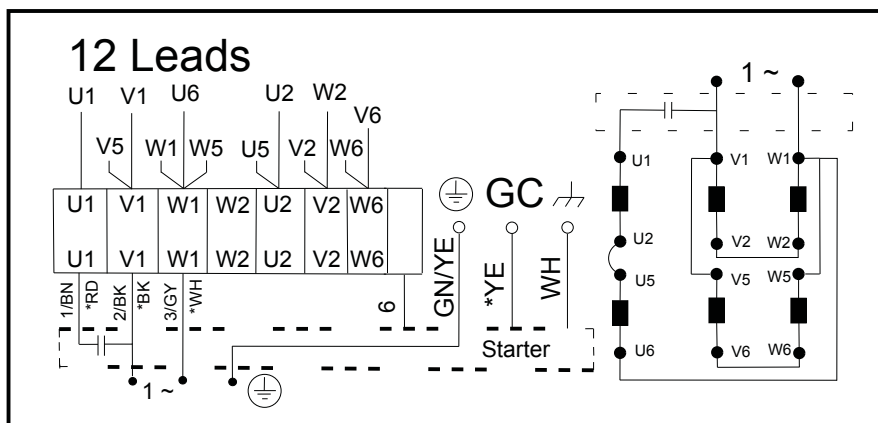 12 Leads
U1 V1 U6 U2 W2 V6
V5 W1 W5 U5 V2 W6
U1 V1 W1 W2 U2 V2 W6
U1 V1 W1 W2 U2 V2 W6
1/BN *RD 2/BK *BK 3/GY *WH 6
GC
GN/YE *YE WH
Starter
1 ~
1 ~
U1 V1 W1
U2 V2 W2
U5 V5 W5
U6 V6 W6